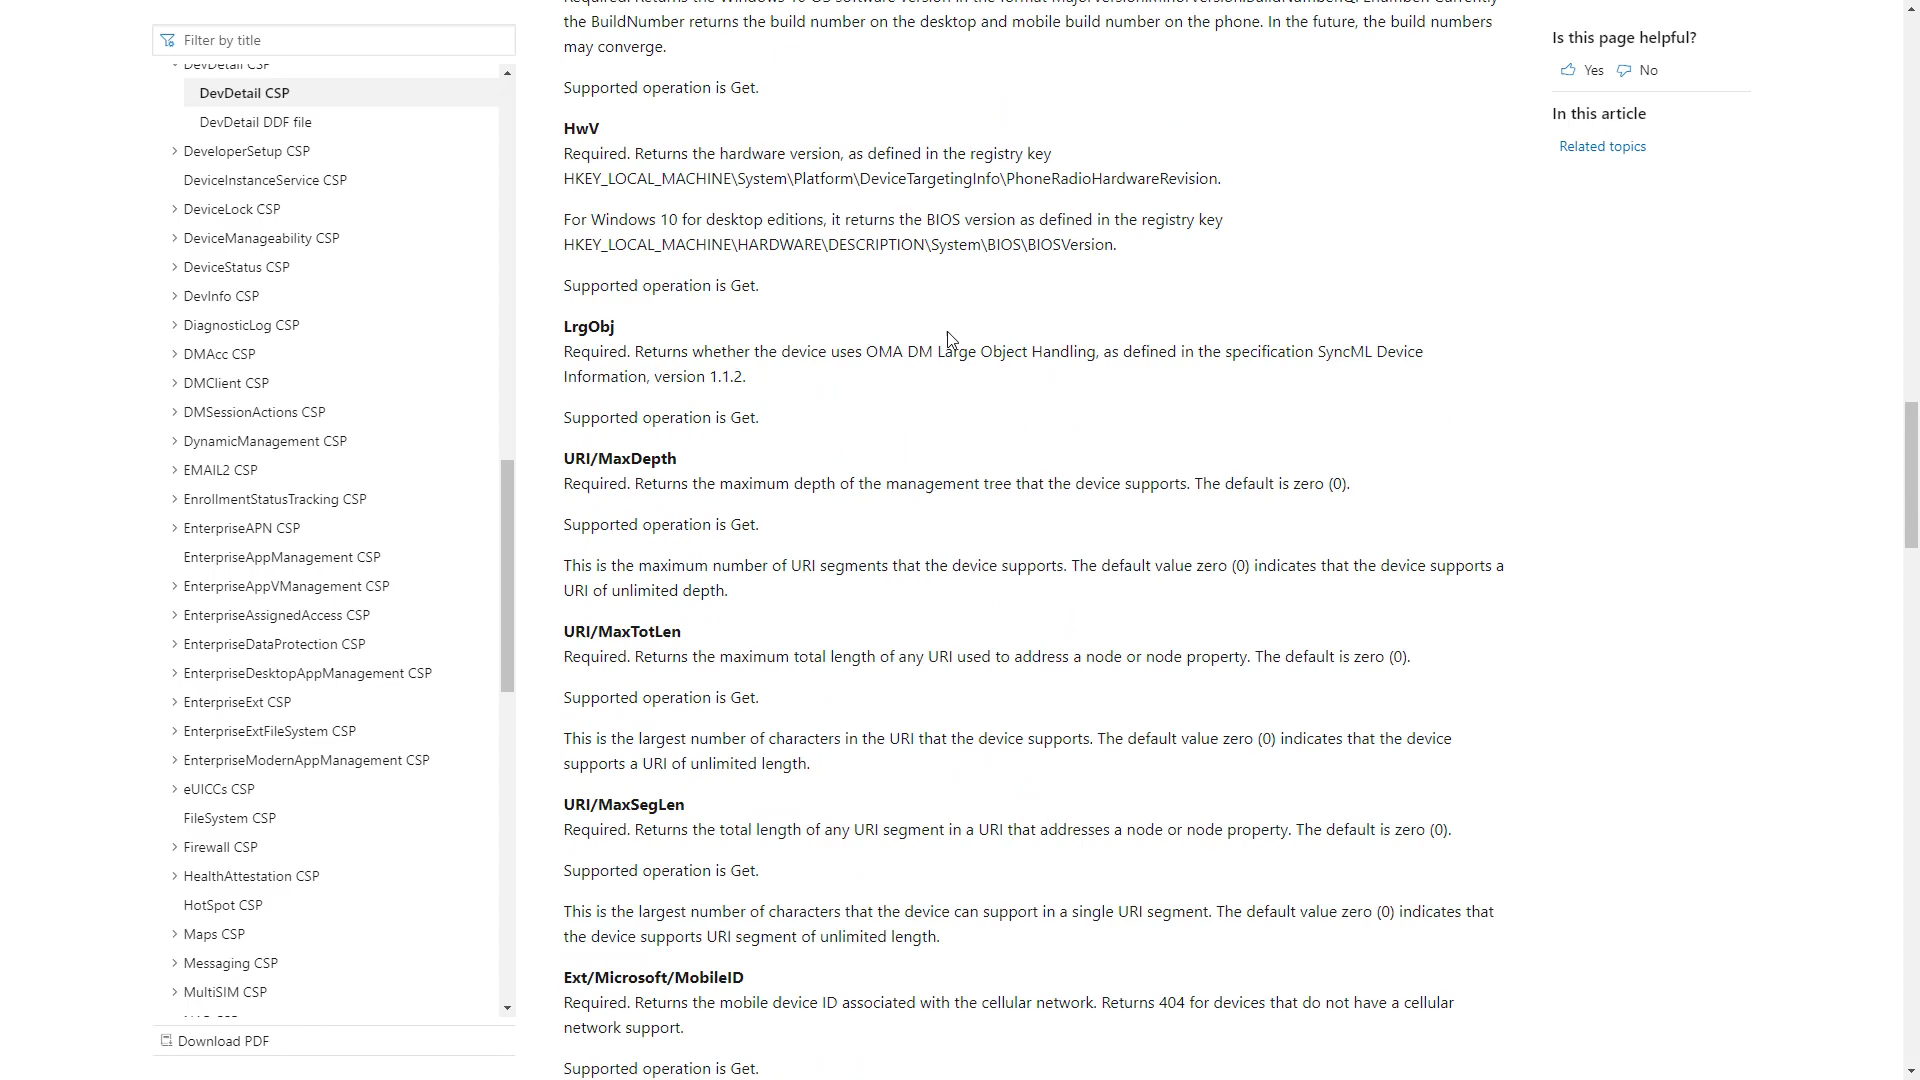 Filter by title
DevDetail CSP
DevDetail CSP
DevDetail DDF file
DeveloperSetup CSP
DeviceInstanceService CSP
DeviceLock CSP
DeviceManageability CSP
DeviceStatus CSP
DevInfo CSP
DiagnosticLog CSP
DMAcc CSP
DMClient CSP
DMSessionActions CSP
DynamicManagement CSP
EMAIL2 CSP
EnrollmentStatusTracking CSP
EnterpriseAPN CSP
EnterpriseAppManagement CSP
EnterpriseAppVManagement CSP
EnterpriseAssignedAccess CSP
EnterpriseDataProtection CSP
EnterpriseDesktopAppManagement CSP
EnterpriseExt CSP
EnterpriseExtFileSystem CSP
EnterpriseModernAppManagement CSP
eUICCs CSP
FileSystem CSP
Firewall CSP
HealthAttestation CSP
HotSpot CSP
Maps CSP
Messaging CSP
MultiSIM CSP
Download PDF
the BuildNumber returns the build number on the desktop and mobile build number on the phone. In the future, the build numbers
may converge.
Supported operation is Get.
HwV
Required. Returns the hardware version, as defined in the registry key
HKEY_LOCAL_MACHINE\System\Platform\DeviceTargetingInfo\PhoneRadioHardwareRevision.
For Windows 10 for desktop editions, it returns the BIOS version as defined in the registry key
HKEY_LOCAL_MACHINE\HARDWARE\DESCRIPTION\System\BIOS\BIOSVersion.
Supported operation is Get.
LrgObj
Required. Returns whether the device uses OMA DM Large Object Handling, as defined in the specification SyncML Device
Information, version 1.1.2.
Supported operation is Get.
URI/MaxDepth
Required. Returns the maximum depth of the management tree that the device supports. The default is zero (0).
Supported operation is Get.
This is the maximum number of URI segments that the device supports. The default value zero (0) indicates that the device supports a
URI of unlimited depth.
URI/MaxTotLen
Required. Returns the maximum total length of any URI used to address a node or node property. The default is zero (0).
Supported operation is Get.
This is the largest number of characters in the URI that the device supports. The default value zero (0) indicates that the device
supports a URI of unlimited length.
URI/MaxSegLen
Required. Returns the total length of any URI segment in a URI that addresses a node or node property. The default is zero (0).
Supported operation is Get.
This is the largest number of characters that the device can support in a single URI segment. The default value zero (0) indicates that
the device supports URI segment of unlimited length.
Ext/Microsoft/MobileID
Required. Returns the mobile device ID associated with the cellular network. Returns 404 for devices that do not have a cellular
network support.
Supported operation is Get.
Is this page helpful?
Yes No
In this article
Related topics